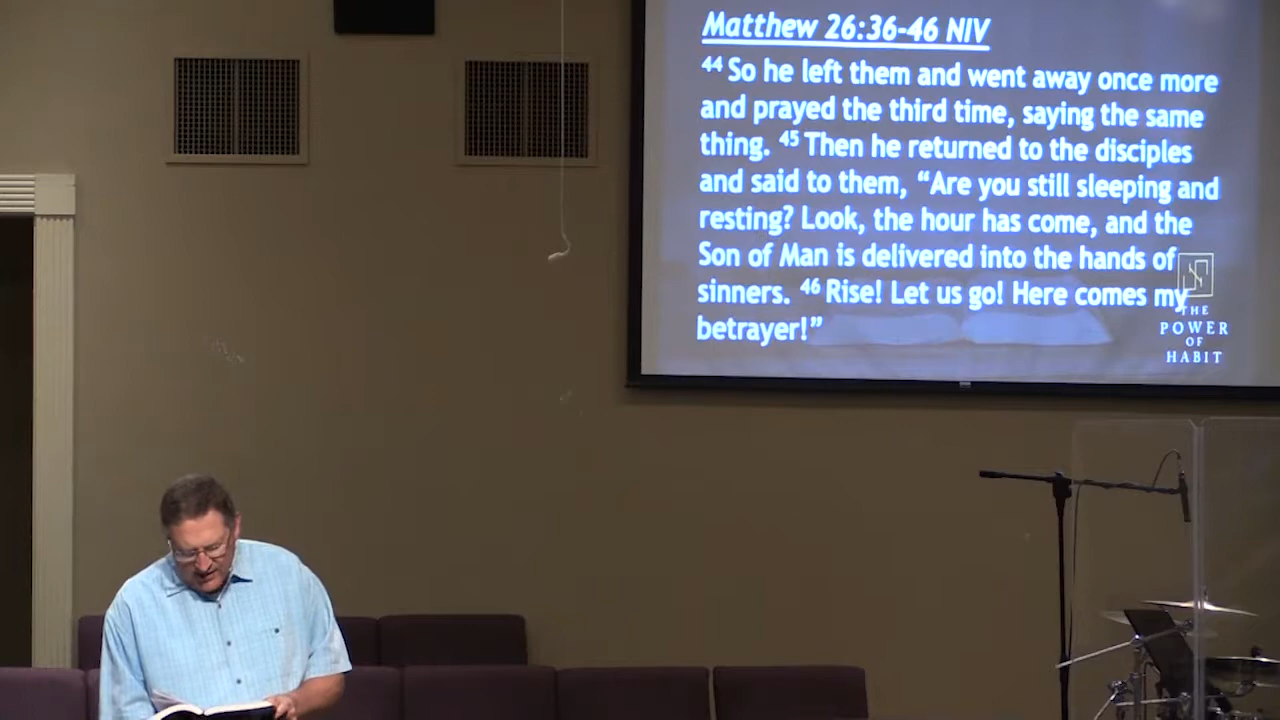 Matthew 26:36-46 NIV
44 So he left them and went away once more
and prayed the third time, saying the same
thing. 45 Then he returned to the disciples
and said to them, “Are you still sleeping and
resting? Look, the hour has come, and the
Son of Man is delivered into the hands of
sinners. 46 Rise! Let us go! Here comes my
betrayer!”
THE
POWER
OF
HABIT